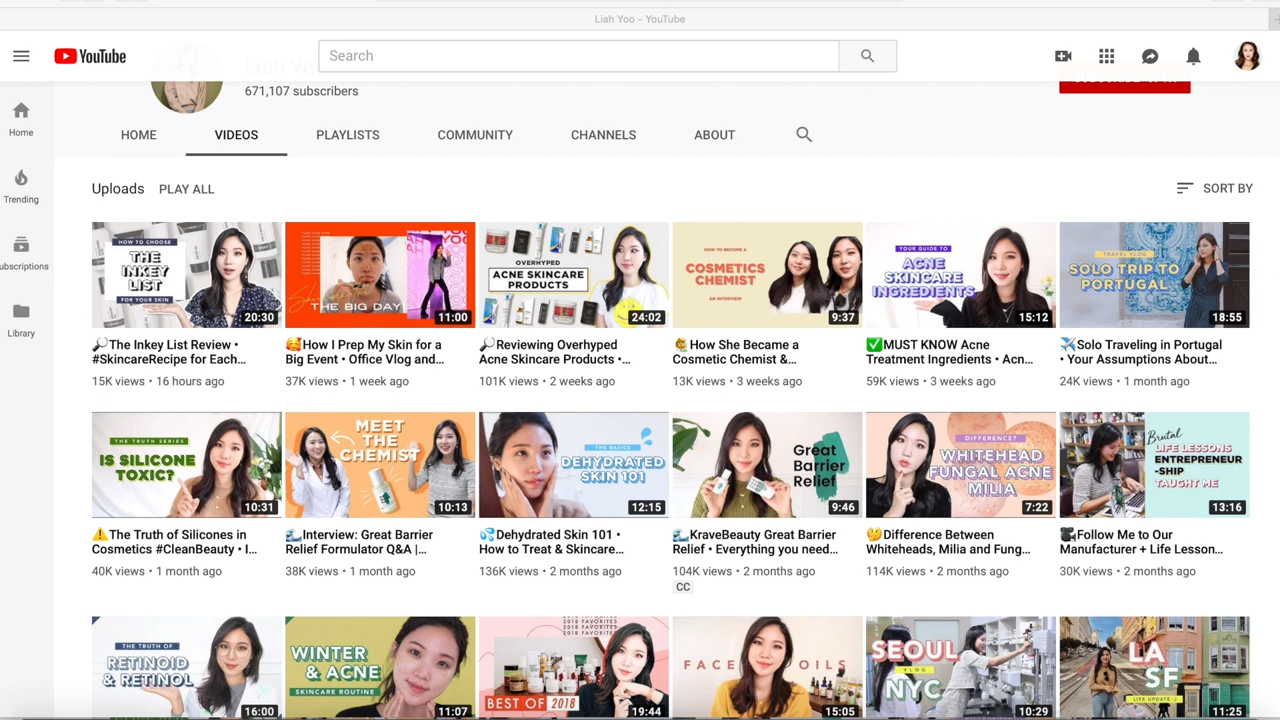 Liah Yoo - YouTube
YouTube
Search
Liah Yo
671,107 subscribers
Home
HOME
VIDEOS
PLAYLISTS
COMMUNITY
CHANNELS
ABOUT
Trending
Uploads
PLAY ALL
SORT BY
ubscriptions
Library
HOW TO CHOOSE
THE
INKEY
LIST
FOR YOUR SKIN
20:30
THE BIG DAY
11:00
OVERHYPED
ACNE SKINCARE
PRODUCTS
24:02
HOW TO BECOME A
COSMETICS
CHEMIST
AN INTERVIEW
9:37
YOUR GUIDE TO
ACNE
SKINCARE
INGREDIENTS
15:12
TRAVEL VLOG
SOLO TRIP TO
PORTUGAL
18:55
🔎The Inkey List Review •
#SkincareRecipe for Each...
15K views • 16 hours ago
🥰How I Prep My Skin for a
Big Event • Office Vlog and...
37K views • 1 week ago
🔎Reviewing Overhyped
Acne Skincare Products •...
101K views • 2 weeks ago
How She Became a
Cosmetic Chemist &...
13K views • 3 weeks ago
✅MUST KNOW Acne
Treatment Ingredients • Acn...
59K views • 3 weeks ago
✈️Solo Traveling in Portugal
• Your Assumptions About...
24K views • 1 month ago
THE TRUTH SERIES
IS SILICONE
TOXIC?
10:31
MEET
THE
CHEMIST
10:13
THE BASICS
DEHYDRATED
SKIN 101
12:15
Great
Barrier
Relief
9:46
DIFFERENCE?
WHITEHEAD
FUNGAL ACNE
MILIA
7:22
Brutal
LIFE LESSONS
ENTREPRENEUR
-SHIP
TAUGHT ME
13:16
⚠️The Truth of Silicones in
Cosmetics #CleanBeauty • I...
40K views • 1 month ago
🌊Interview: Great Barrier
Relief Formulator Q&A |...
38K views • 1 month ago
💦Dehydrated Skin 101 •
How to Treat & Skincare...
136K views • 2 months ago
🌊KraveBeauty Great Barrier
Relief • Everything you need...
104K views • 2 months ago
CC
🤔Difference Between
Whiteheads, Milia and Fung...
114K views • 2 months ago
🎥Follow Me to Our
Manufacturer + Life Lesson...
30K views • 2 months ago
THE TRUTH OF
RETINOID
& RETINOL
16:00
WINTER
& ACNE
SKINCARE ROUTINE
11:07
2018 FAVORITES
2018 FAVORITES
2018 FAVORITES
BEST OF 2018
19:44
FACE OILS
15:05
SEOUL
VLOG
NYC
10:29
LA
SF
LIFE UPDATE :)
11:25